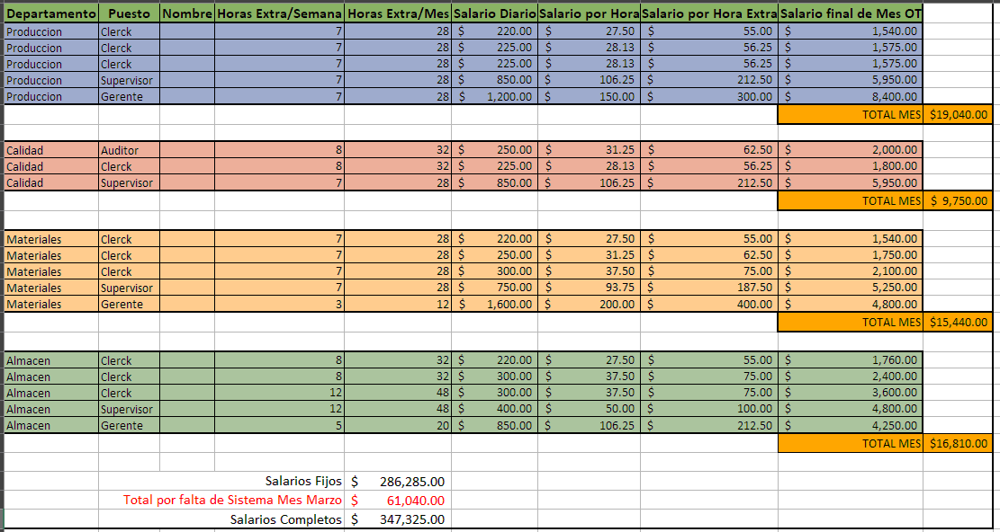 Departamento Puesto Nombre Horas Extra/Semana Horas Extra/Mes Salario Diario Salario por Hora Salario por Hora Extra Salario final de Mes OT
Produccion Clerck 7 28 $ 220.00 $ 27.50 $ 55.00 $ 1,540.00
Produccion Clerck 7 28 $ 225.00 $ 28.13 $ 56.25 $ 1,575.00
Produccion Clerck 7 28 $ 225.00 $ 28.13 $ 56.25 $ 1,575.00
Produccion Supervisor 7 28 $ 850.00 $ 106.25 $ 212.50 $ 5,950.00
Produccion Gerente 7 28 $ 1,200.00 $ 150.00 $ 300.00 $ 8,400.00
TOTAL MES $19,040.00
Calidad Auditor 8 32 $ 250.00 $ 31.25 $ 62.50 $ 2,000.00
Calidad Clerck 8 32 $ 225.00 $ 28.13 $ 56.25 $ 1,800.00
Calidad Supervisor 7 28 $ 850.00 $ 106.25 $ 212.50 $ 5,950.00
TOTAL MES $ 9,750.00
Materiales Clerck 7 28 $ 220.00 $ 27.50 $ 55.00 $ 1,540.00
Materiales Clerck 7 28 $ 250.00 $ 31.25 $ 62.50 $ 1,750.00
Materiales Clerck 7 28 $ 300.00 $ 37.50 $ 75.00 $ 2,100.00
Materiales Supervisor 7 28 $ 750.00 $ 93.75 $ 187.50 $ 5,250.00
Materiales Gerente 3 12 $ 1,600.00 $ 200.00 $ 400.00 $ 4,800.00
TOTAL MES $15,440.00
Almacen Clerck 8 32 $ 220.00 $ 27.50 $ 55.00 $ 1,760.00
Almacen Clerck 8 32 $ 300.00 $ 37.50 $ 75.00 $ 2,400.00
Almacen Clerck 12 48 $ 300.00 $ 37.50 $ 75.00 $ 3,600.00
Almacen Supervisor 12 48 $ 400.00 $ 50.00 $ 100.00 $ 4,800.00
Almacen Gerente 5 20 $ 850.00 $ 106.25 $ 212.50 $ 4,250.00
TOTAL MES $16,810.00
Salarios Fijos $ 286,285.00
Total por falta de Sistema Mes Marzo $ 61,040.00
Salarios Completos $ 347,325.00